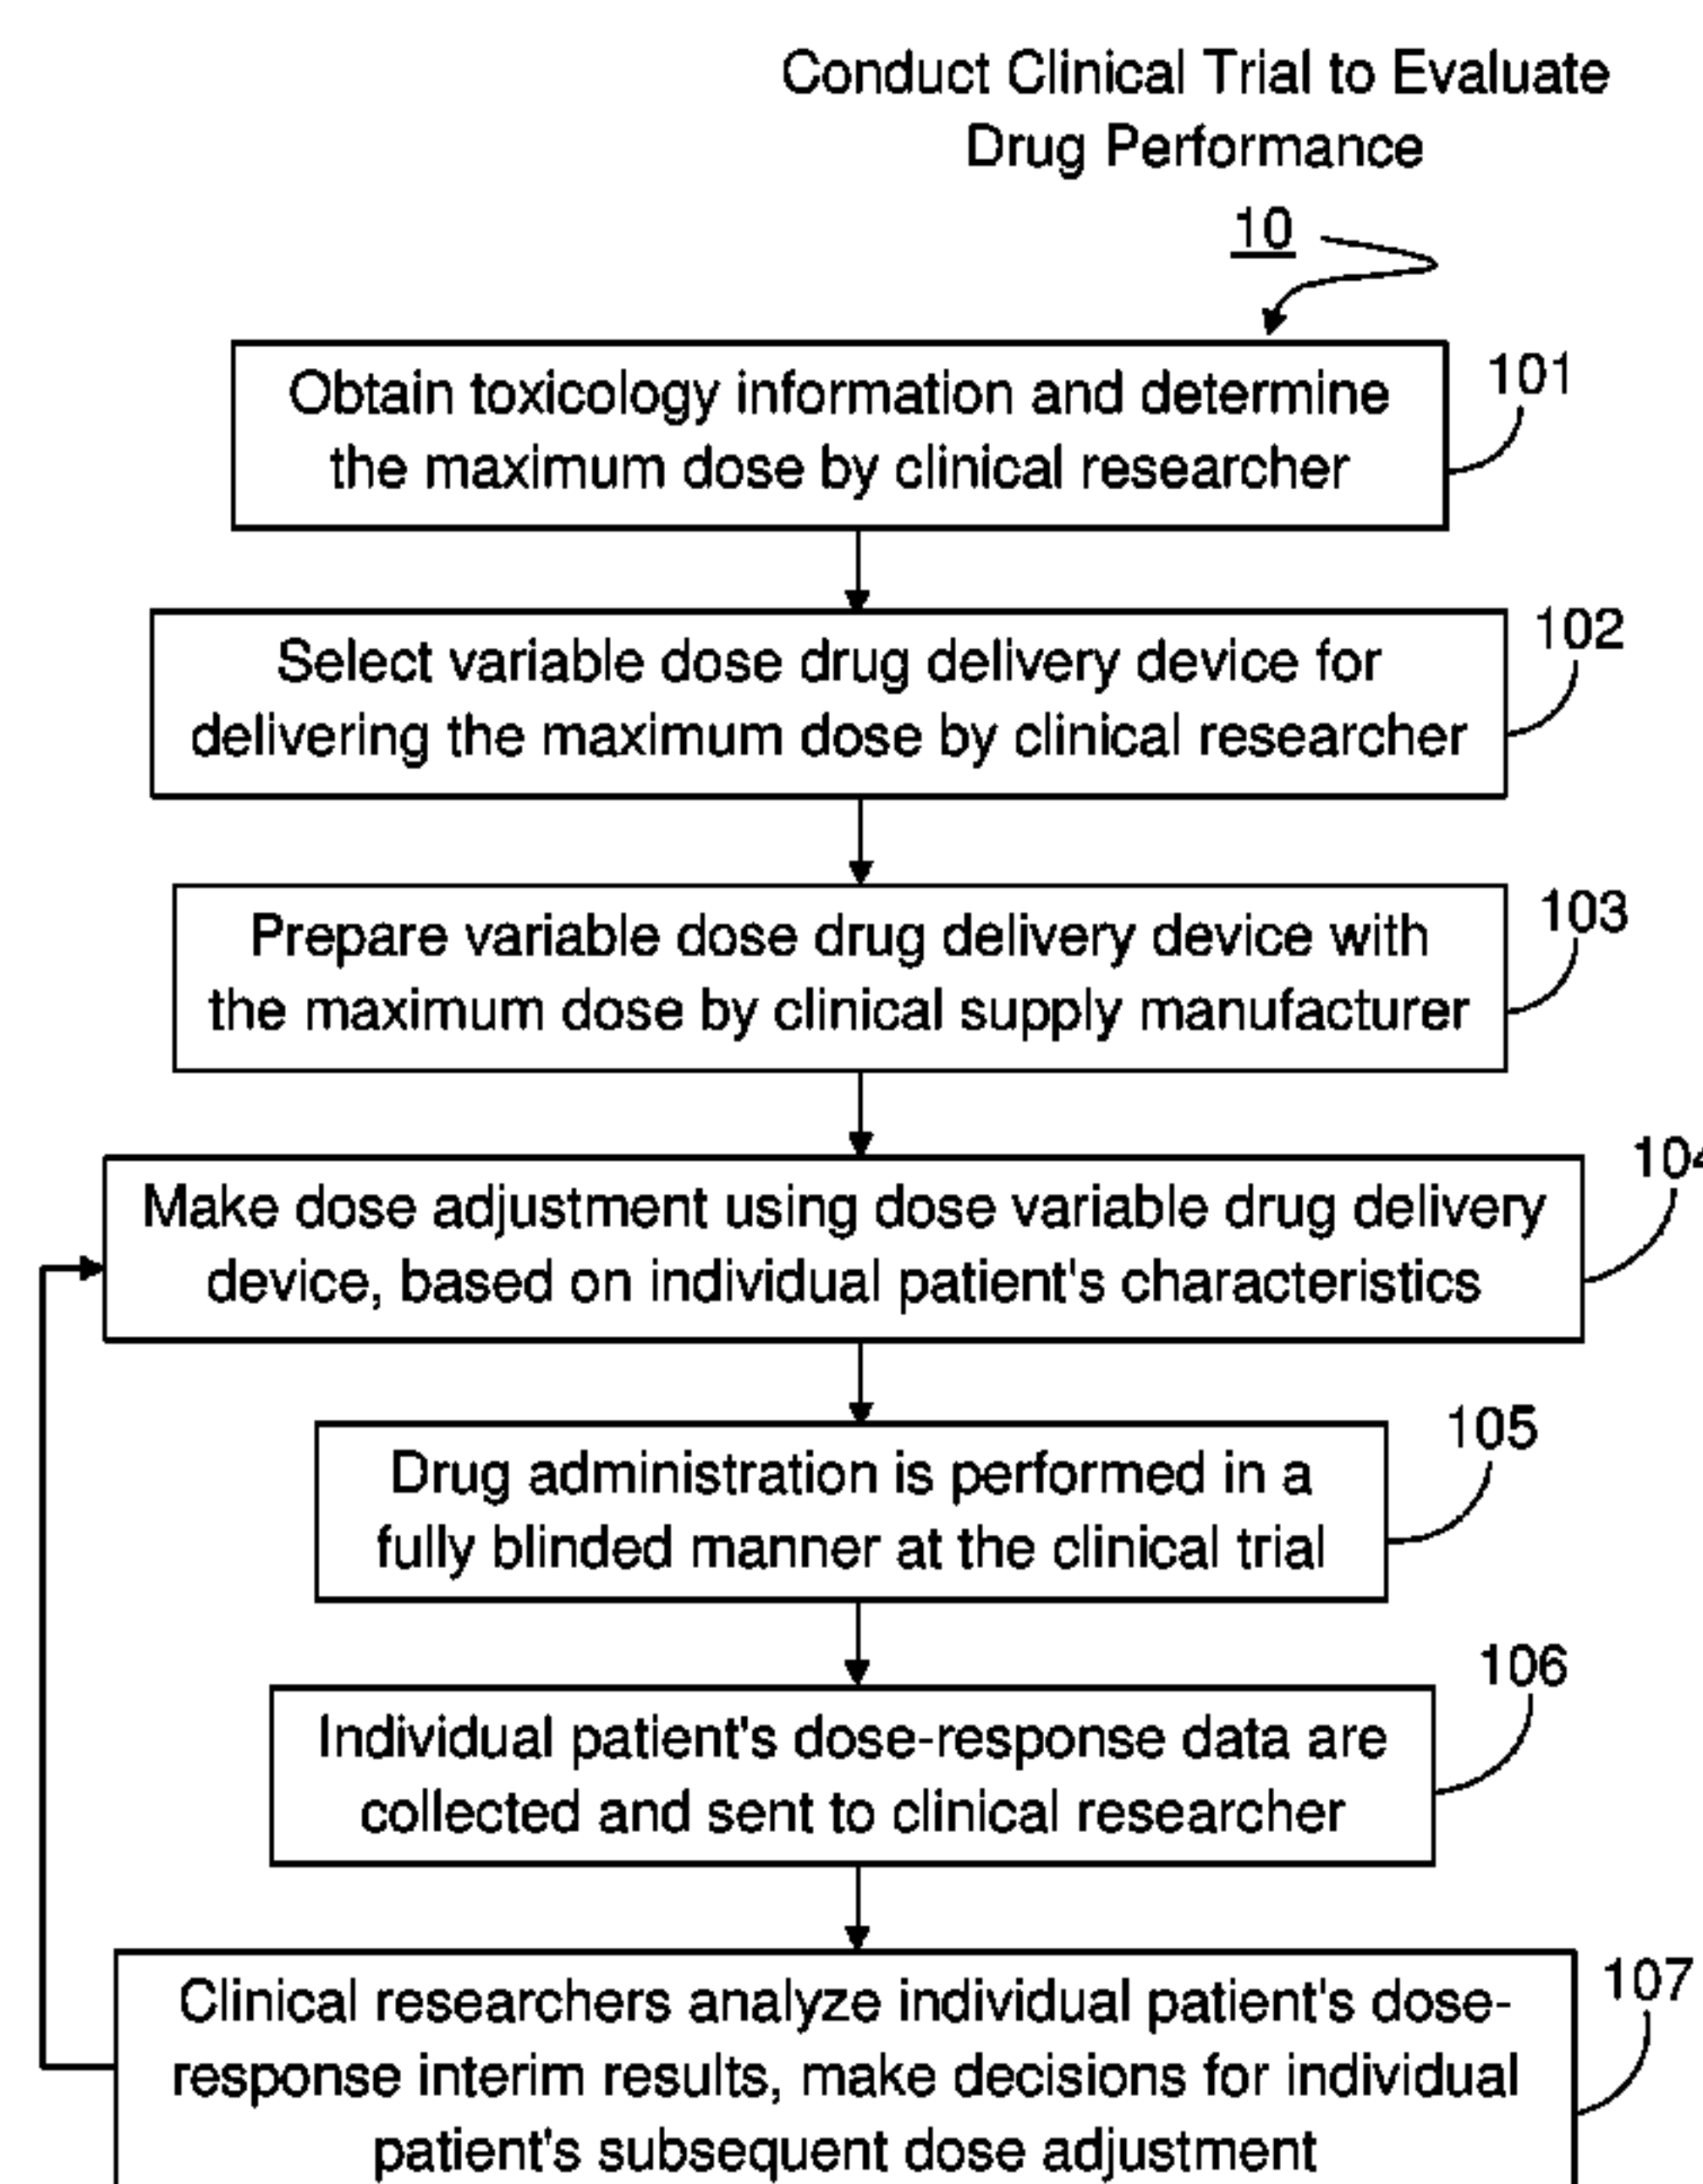 Conduct Clinical Trial to Evaluate
Drug Performance
10
Obtain toxicology information and determine
the maximum dose by clinical researcher
101
Select variable dose drug delivery device for
delivering the maximum dose by clinical researcher
102
Prepare variable dose drug delivery device with
the maximum dose by clinical supply manufacturer
103
Make dose adjustment using dose variable drug delivery
device, based on individual patient's characteristics
104
Drug administration is performed in a
fully blinded manner at the clinical trial
105
Individual patient's dose-response data are
collected and sent to clinical researcher
106
Clinical researchers analyze individual patient's dose-
response interim results, make decisions for individual
patient's subsequent dose adjustment
107